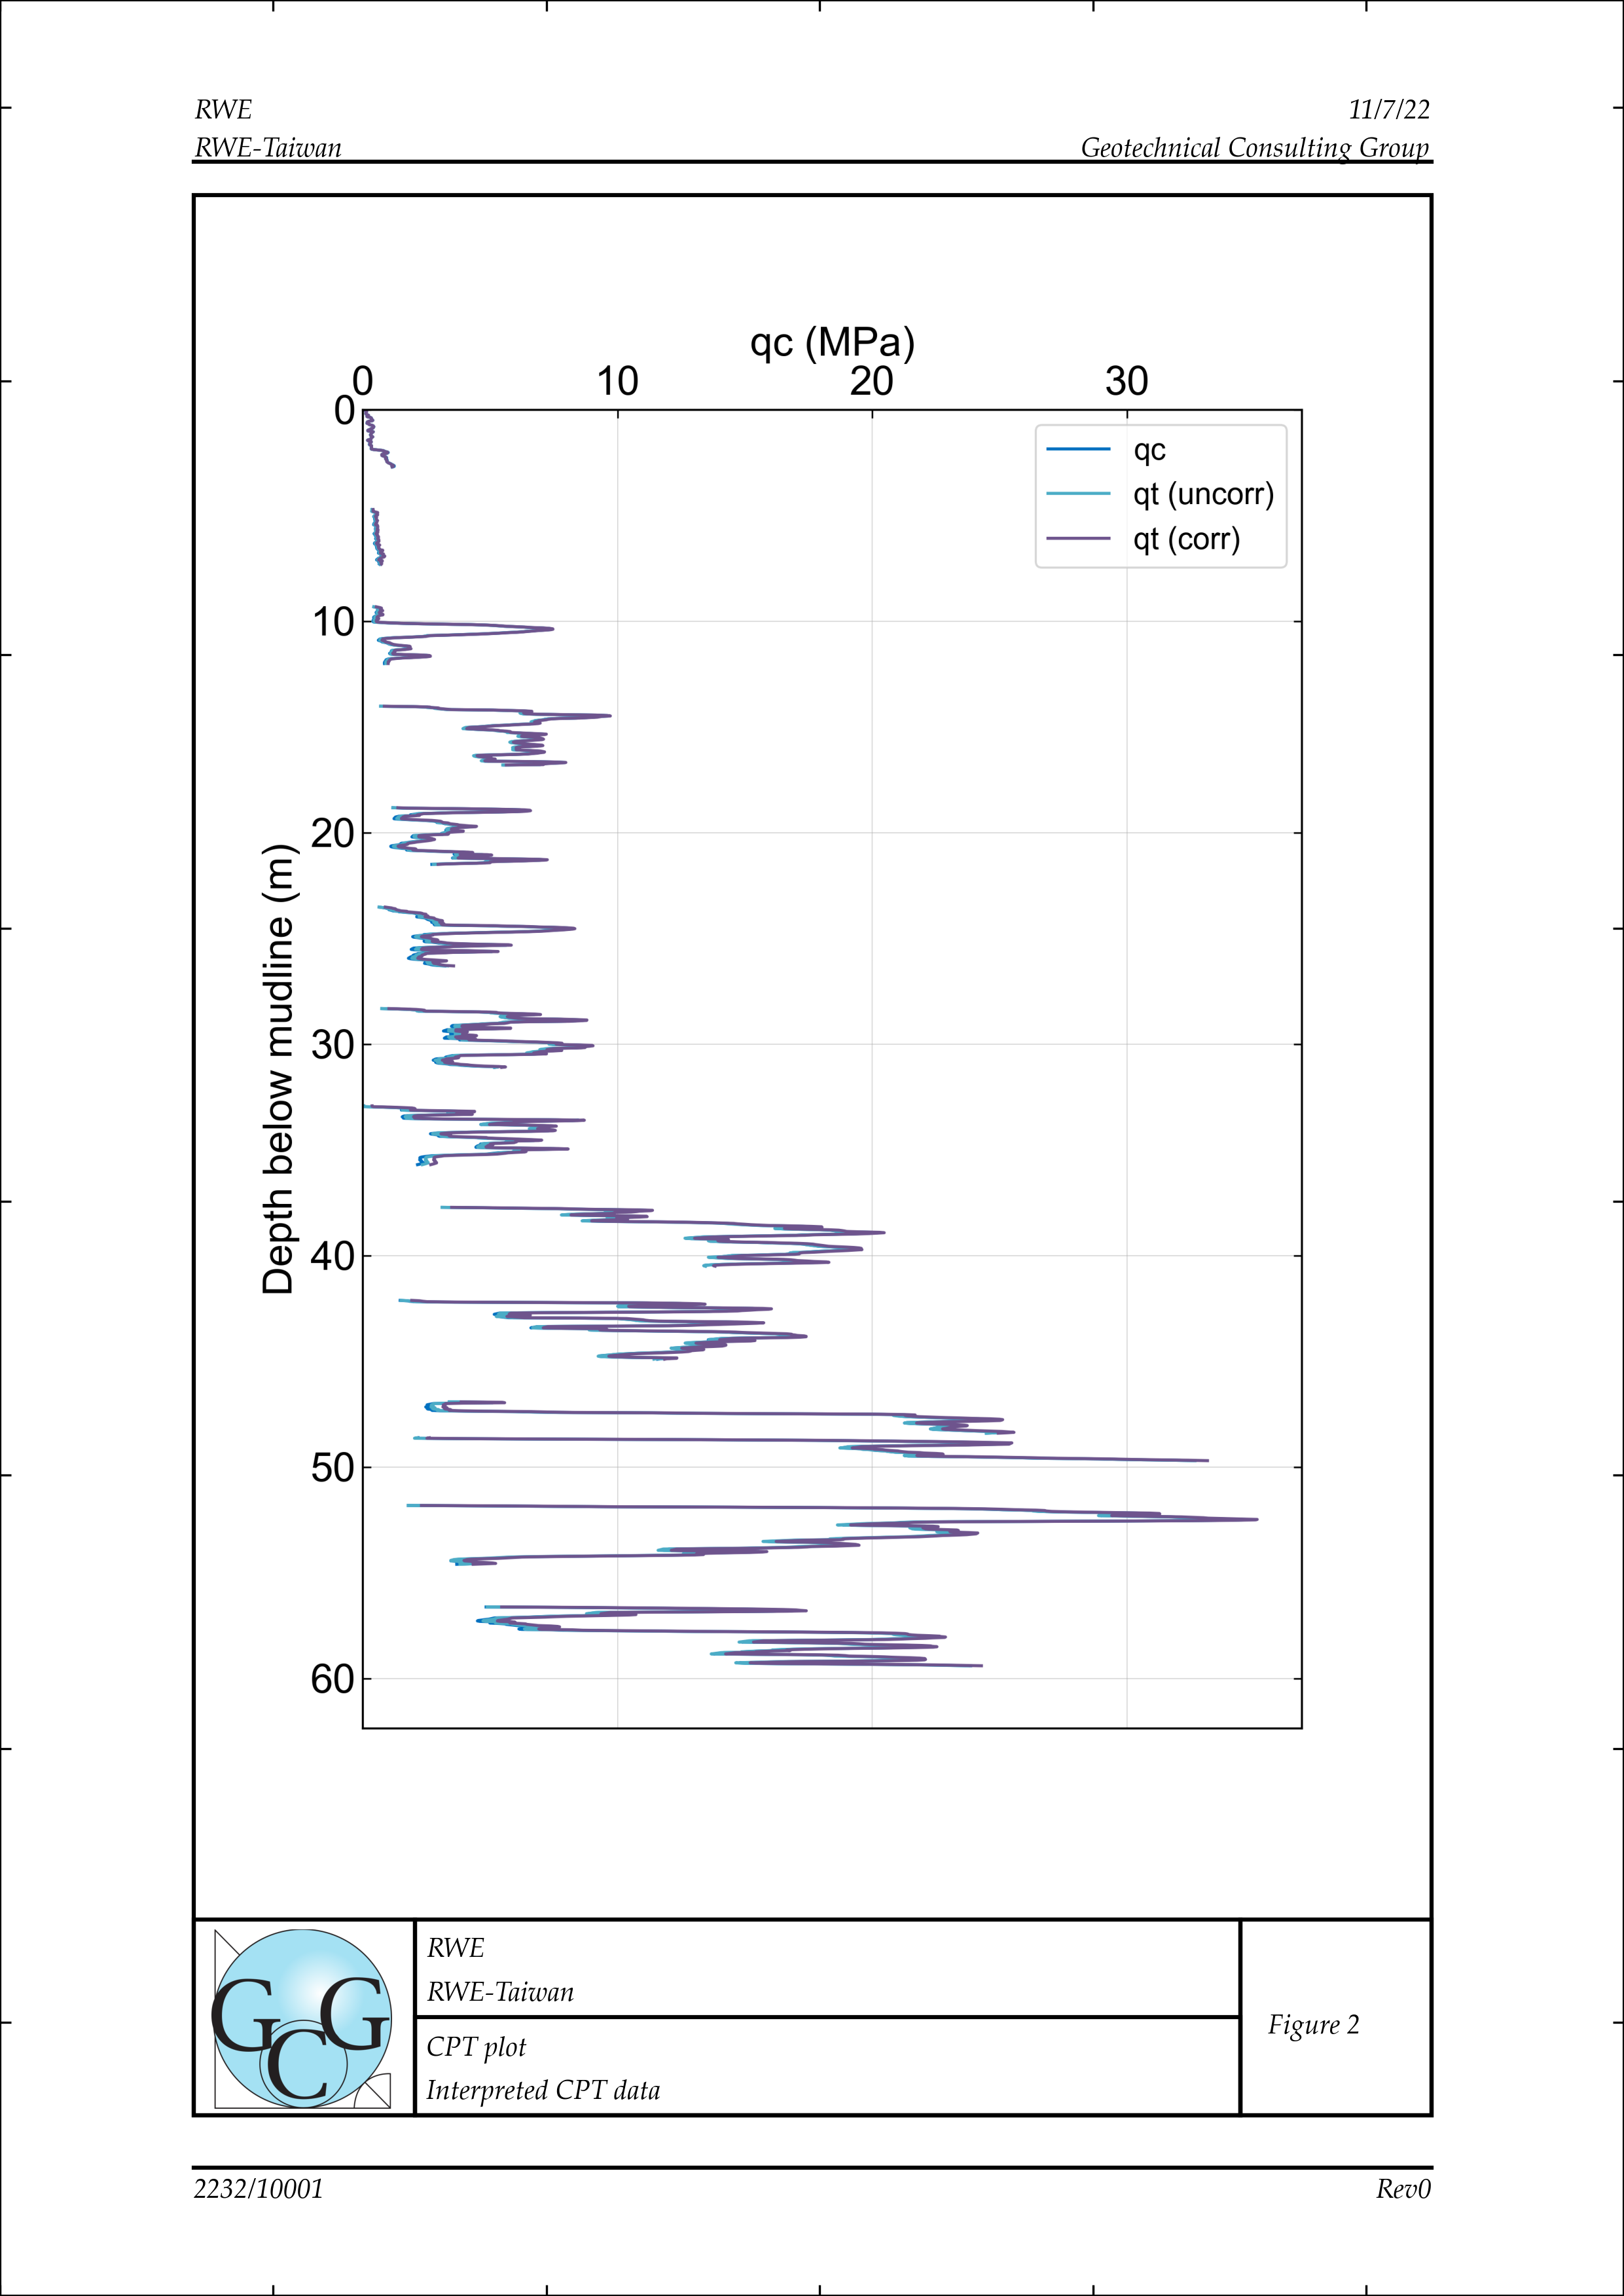 RWE
11/7/22
RWE-Taiwan
Geotechnical Consulting Group
qc (MPa)
0
10
20
30
0
10
20
30
40
50
60
Depth below mudline (m)
qc
qt (uncorr)
qt (corr)
GCG
RWE
RWE-Taiwan
CPT plot
Interpreted CPT data
Figure 2
2232/10001
Rev0